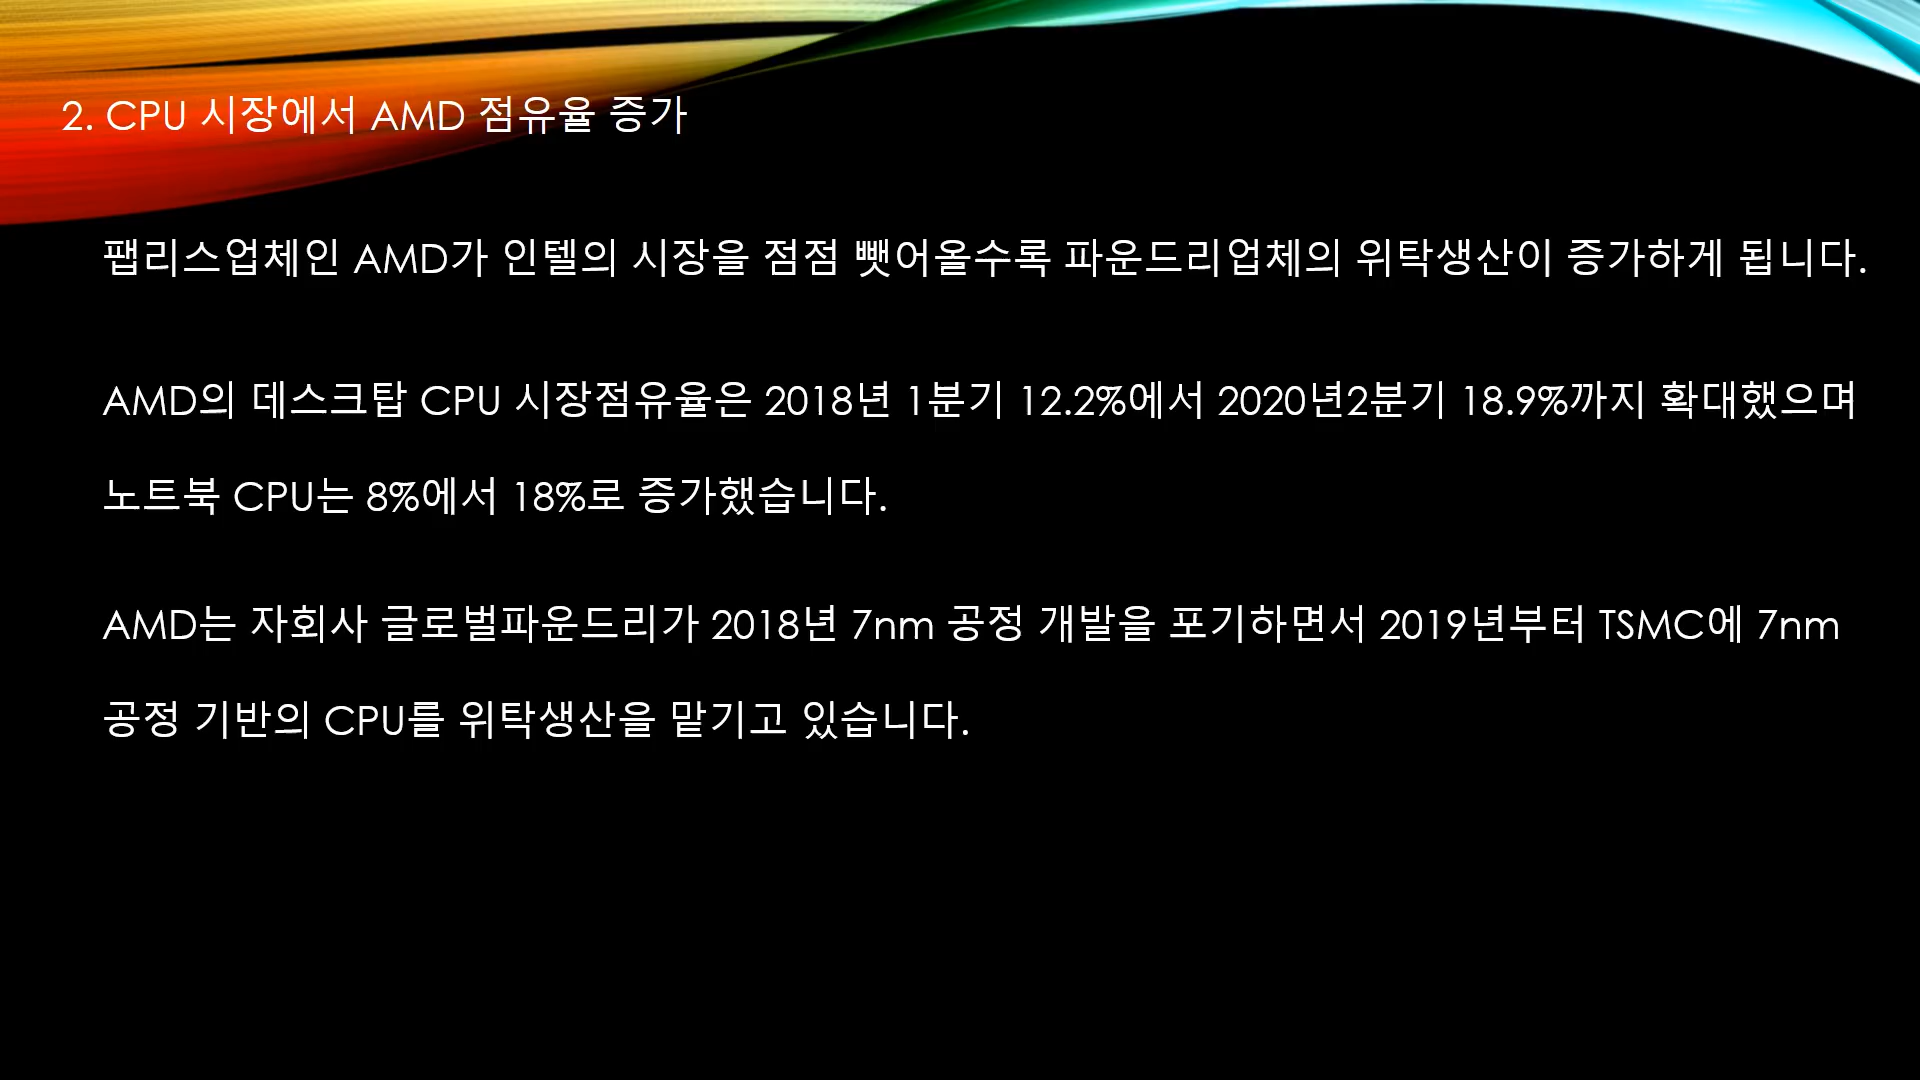 2. CPU 시장에서 AMD 점유율 증가
팹리스업체인 AMD가 인텔의 시장을 점점 뺏어올수록 파운드리업체의 위탁생산이 증가하게 됩니다.
AMD의 데스크탑 CPU 시장점유율은 2018년 1분기 12.2%에서 2020년2분기 18.9%까지 확대했으며
노트북 CPU는 8%에서 18%로 증가했습니다.
AMD는 자회사 글로벌파운드리가 2018년 7nm 공정 개발을 포기하면서 2019년부터 TSMC에 7nm
공정 기반의 CPU를 위탁생산을 맡기고 있습니다.